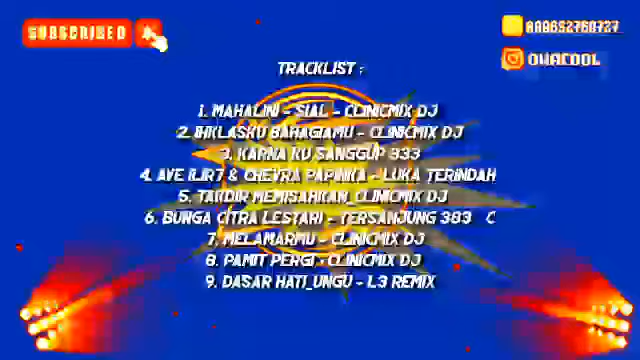 SUBSCRIBED
OWACOOL
TRACKLIST :
1. MAHALINI - SIAL - CLINICMIX DJ
2. IHKLASKU BAHAGIAMU - CLINICMIX DJ
3. KARNA KU SANGGUP 333
4. AVE ILIR7 & CHEVRA PAPINKA - LUKA TERINDAH
5. TAKDIR MEMISAHKAN_CLINICMIX DJ
6. BUNGA CITRA LESTARI - TERSANJUNG 383 C
7. MELAMARMU - CLINICMIX DJ
8. PAMIT PERGI - CLINICMIX DJ
9. DASAR HATI_UNGU - L3 REMIX